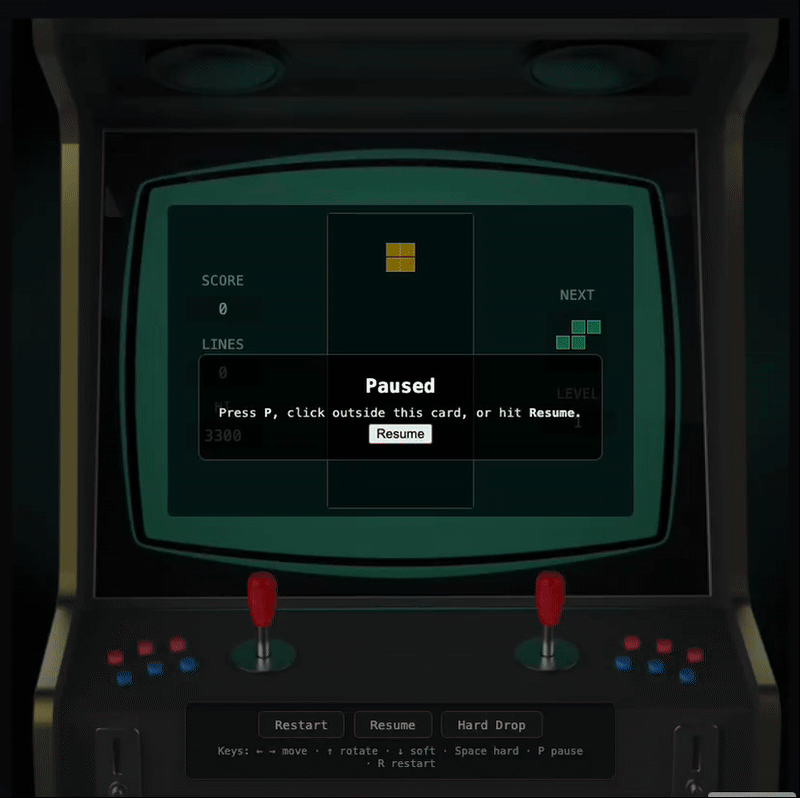 SCORE
0
NEXT
LINES
0
Paused
LEVEL
Press P, click outside this card, or hit Resume.
1
Resume
3300
Restart
Resume
Hard Drop
Keys: ← → move · ↑ rotate · ↓ soft · Space hard · P pause
· R restart